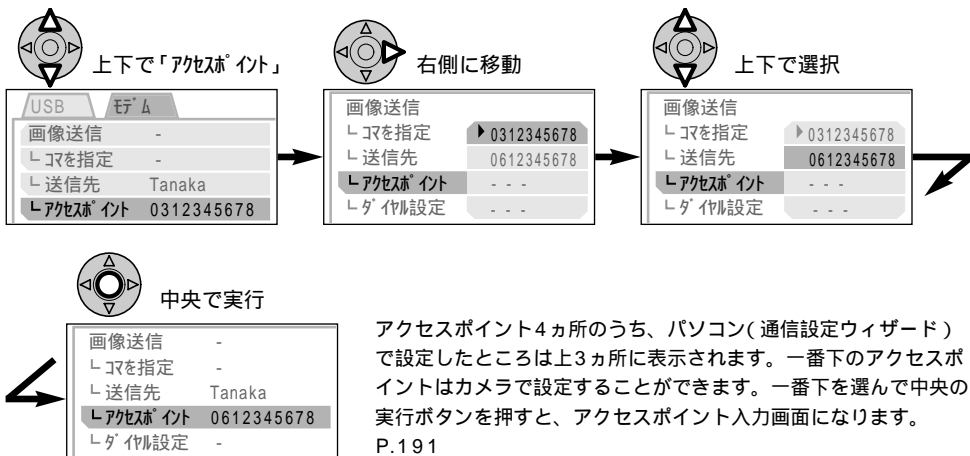 上下で「ｱｸｾｽﾎﾟｲﾝﾄ」
USB ﾓﾃﾞﾑ
画像送信 -
└ ｺﾏを指定 -
└ 送信先 Tanaka
└ ｱｸｾｽﾎﾟｲﾝﾄ 0312345678
右側に移動
画像送信
└ ｺﾏを指定 0312345678
└ 送信先 0612345678
└ ｱｸｾｽﾎﾟｲﾝﾄ - - -
└ ﾀﾞｲﾔﾙ設定 - - -
上下で選択
画像送信
└ ｺﾏを指定 0312345678
└ 送信先 0612345678
└ ｱｸｾｽﾎﾟｲﾝﾄ - - -
└ ﾀﾞｲﾔﾙ設定 - - -
中央で実行
画像送信 -
└ ｺﾏを指定 -
└ 送信先 Tanaka
└ ｱｸｾｽﾎﾟｲﾝﾄ 0612345678
└ ﾀﾞｲﾔﾙ設定 -
アクセスポイント4ヵ所のうち、パソコン(通信設定ウィザード)
で設定したところは上3ヵ所に表示されます。一番下のアクセスポ
イントはカメラで設定することができます。一番下を選んで中央の
実行ボタンを押すと、アクセスポイント入力画面になります。
P.191